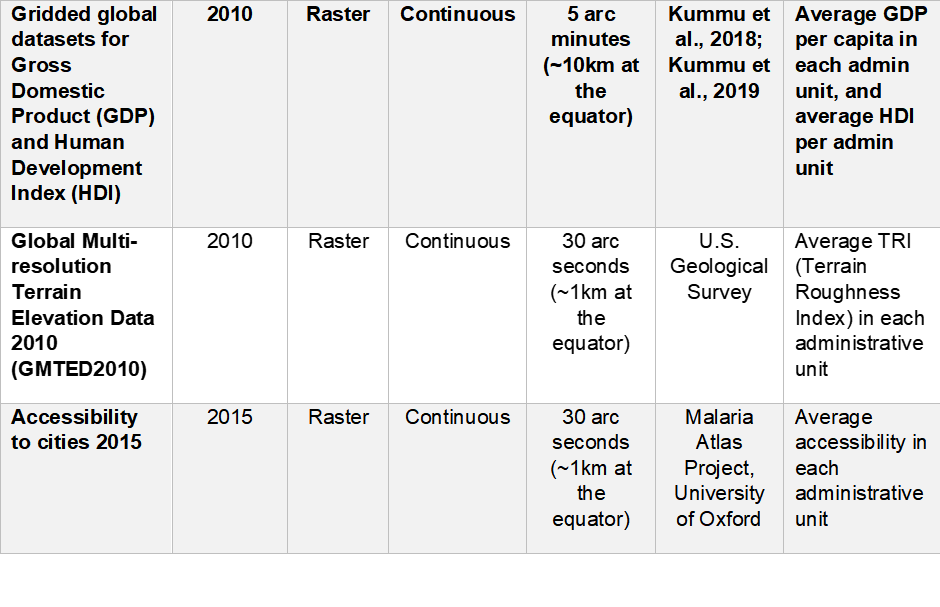 Gridded global
datasets for
Gross
Domestic
Product (GDP)
and Human
Development
Index (HDI)
2010
Raster
Continuous
5 arc
minutes
(~10km at
the
equator)
Kummu et
al., 2018;
Kummu et
al., 2019
Average GDP
per capita in
each admin
unit, and
average HDI
per admin
unit
Global Multi-
resolution
Terrain
Elevation Data
2010
(GMTED2010)
2010
Raster
Continuous
30 arc
seconds
(~1km at
the
equator)
U.S.
Geological
Survey
Average TRI
(Terrain
Roughness
Index) in each
administrative
unit
Accessibility
to cities 2015
2015
Raster
Continuous
30 arc
seconds
(~1km at
the
equator)
Malaria
Atlas
Project,
University
of Oxford
Average
accessibility in
each
administrative
unit